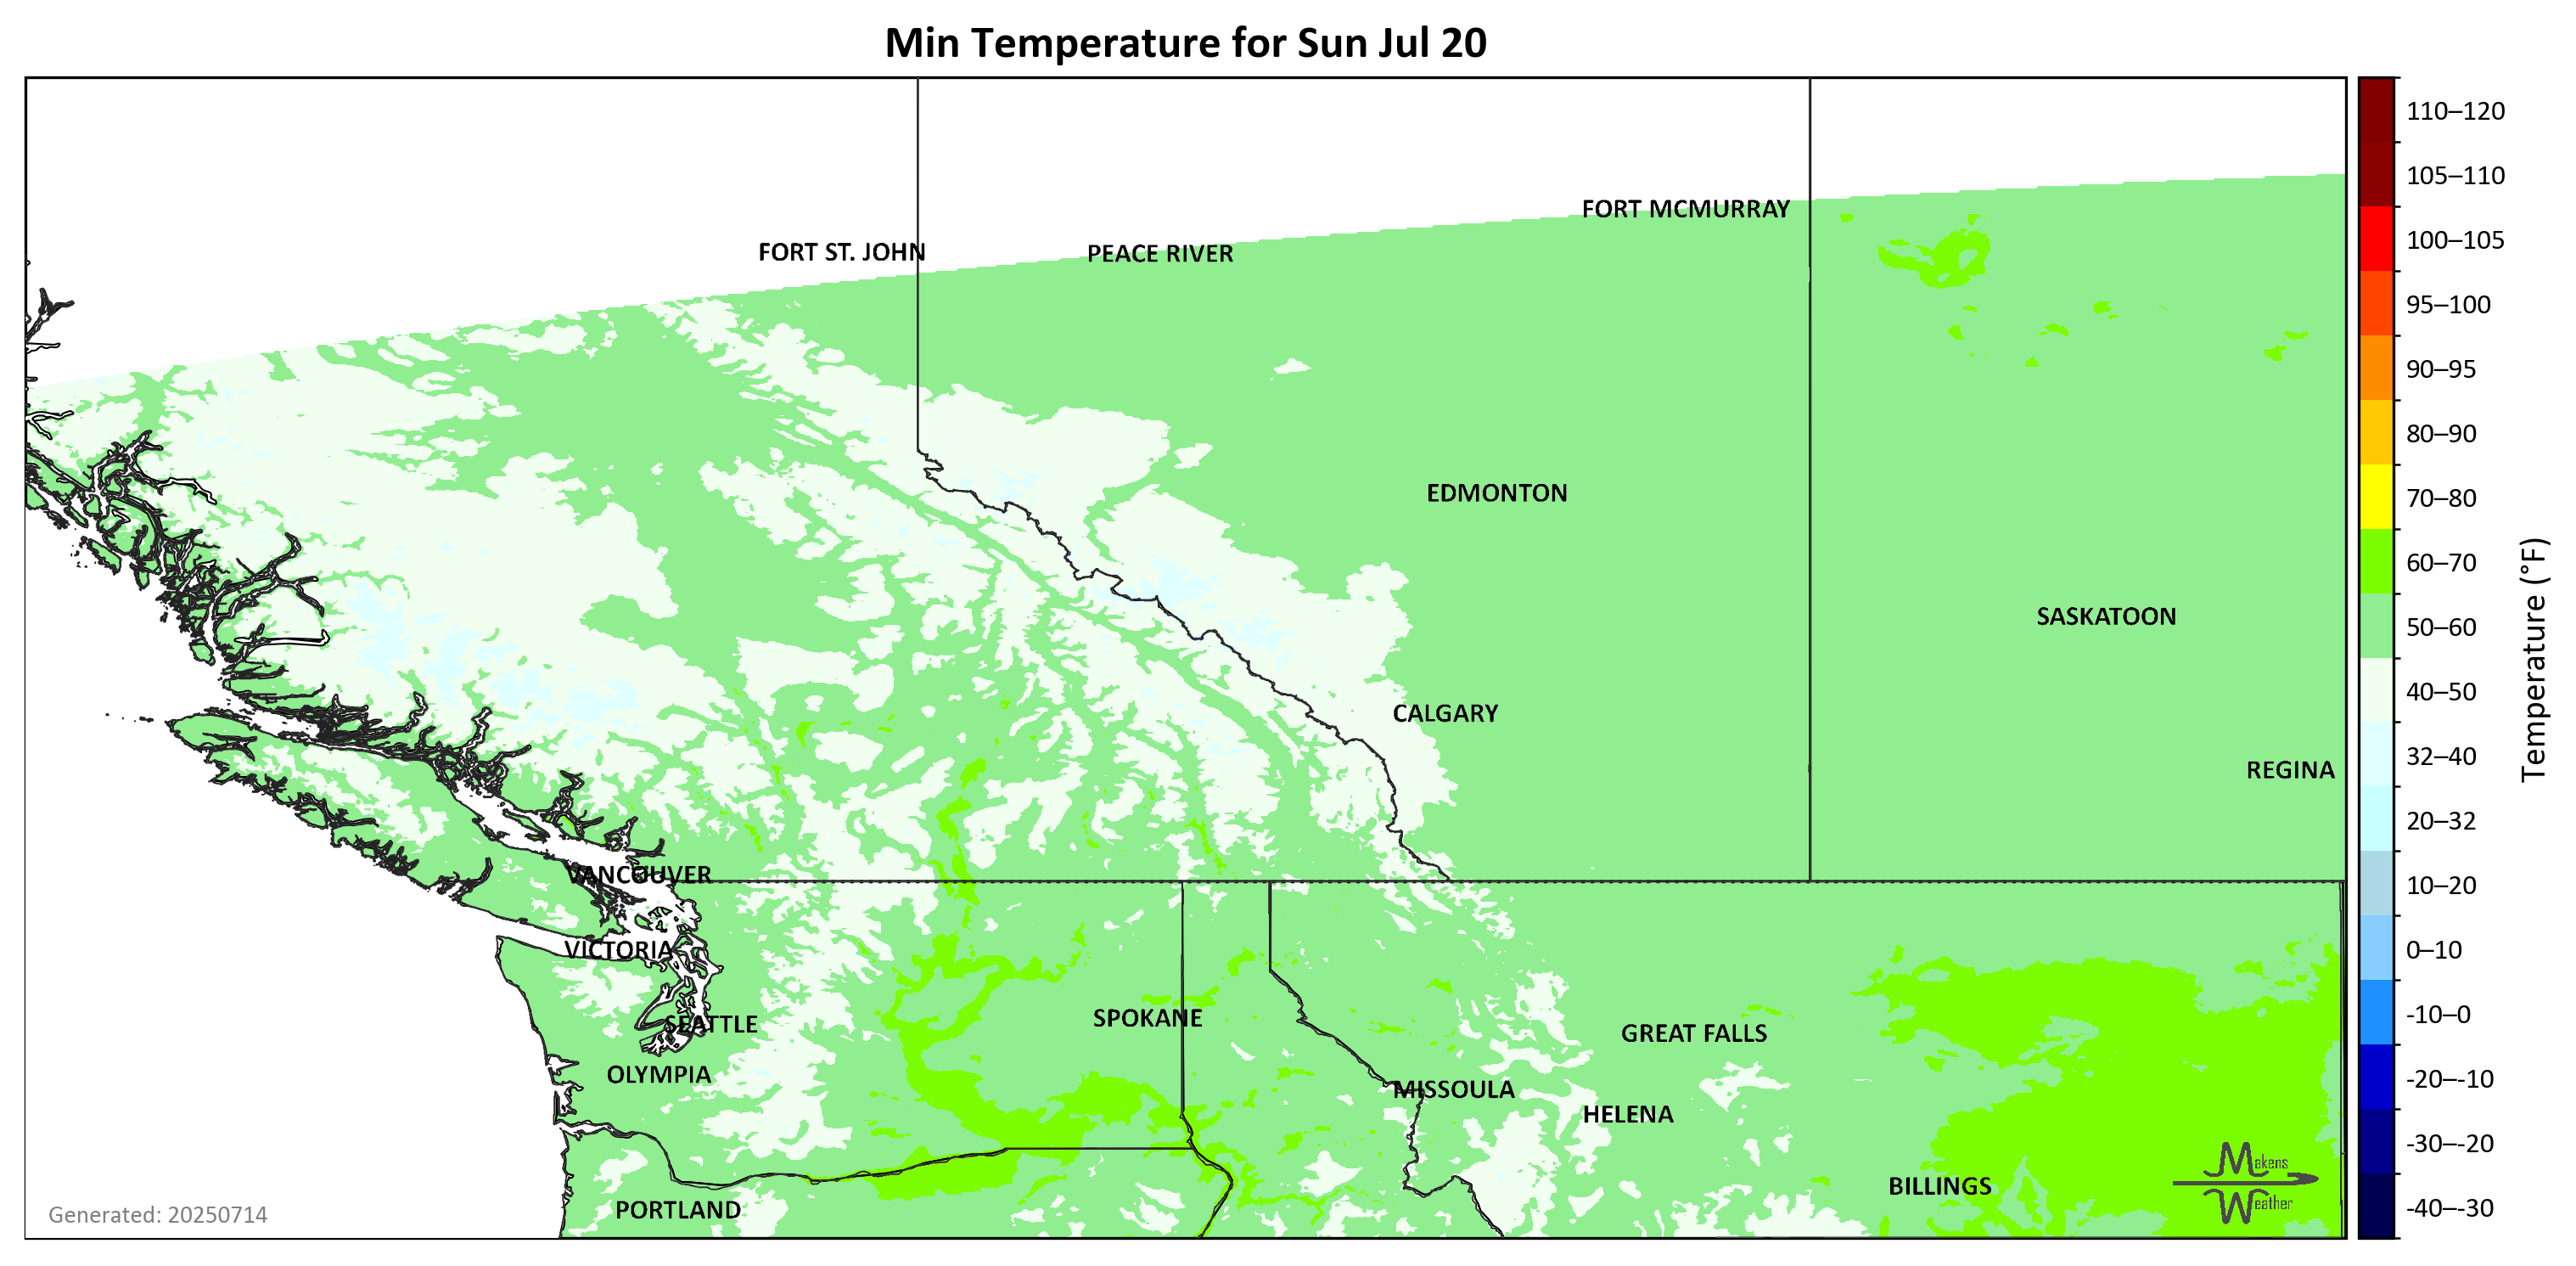 Min Temperature for Sun Jul 20
110–120
105–110
FORT MCMURRAY
100–105
FORT ST. JOHN
PEACE RIVER
95–100
90–95
80–90
EDMONTON
70–80
60–70
SASKATOON
50–60
Temperature (°F)
40–50
CALGARY
32–40
REGINA
20–32
VANCOUVER
10–20
VICTORIA
0–10
SPOKANE
SEATTLE
GREAT FALLS
-10–0
OLYMPIA
MISSOULA
-20–-10
HELENA
-30–-20
Makens
Weather
BILLINGS
PORTLAND
-40–-30
Generated: 20250714